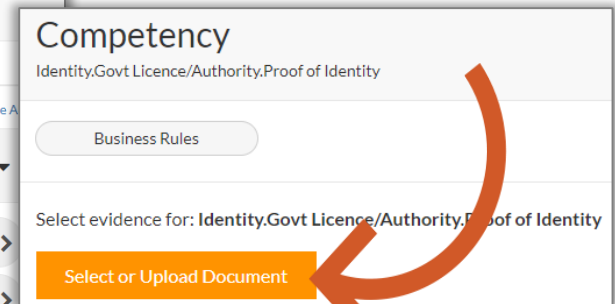 Competency
Identity.Govt Licence/Authority.Proof of Identity
e A
Business Rules
Select evidence for: Identity.Govt Licence/Authority.Proof of Identity
Select or Upload Document